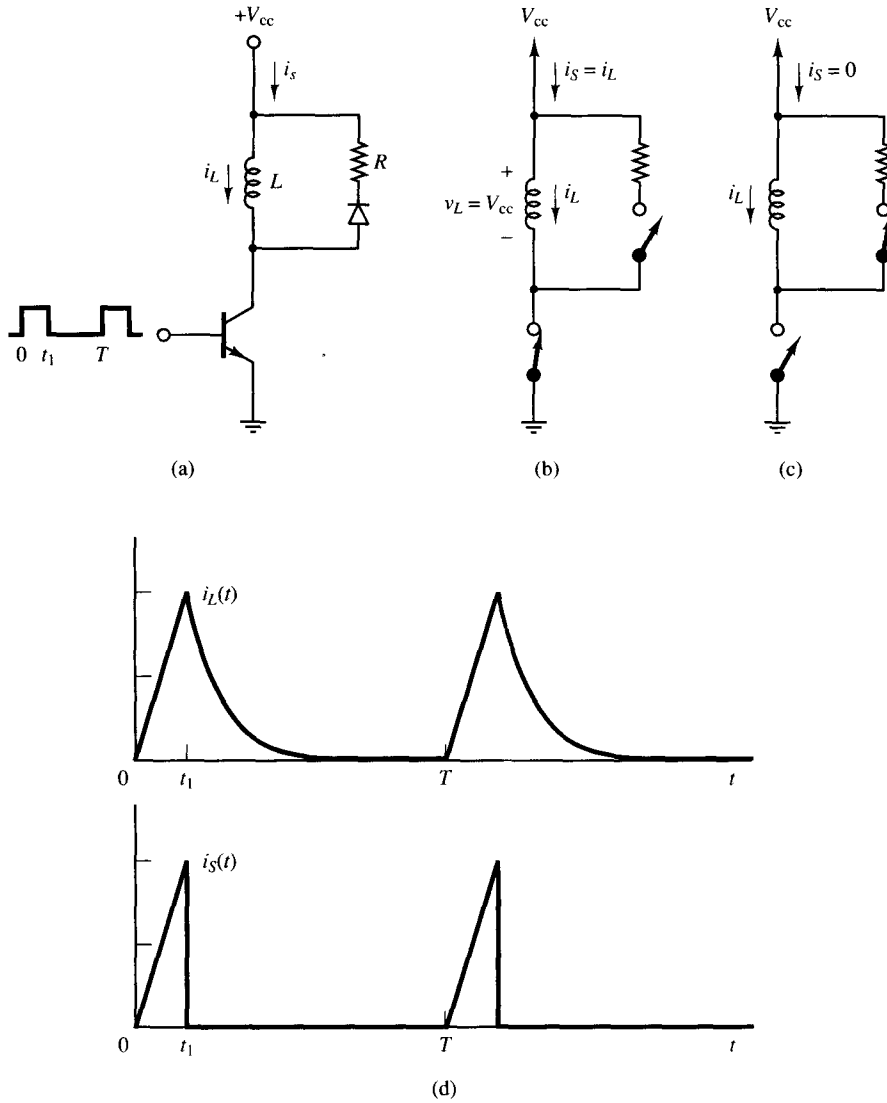 +Vcc
is
iL
L
R
0 t1 T
(a)
Vcc
iS = iL
+
vL = Vcc
iL
−
(b)
Vcc
iS = 0
iL
(c)
iL(t)
0 t1 T t
iS(t)
0 t1 T t
(d)